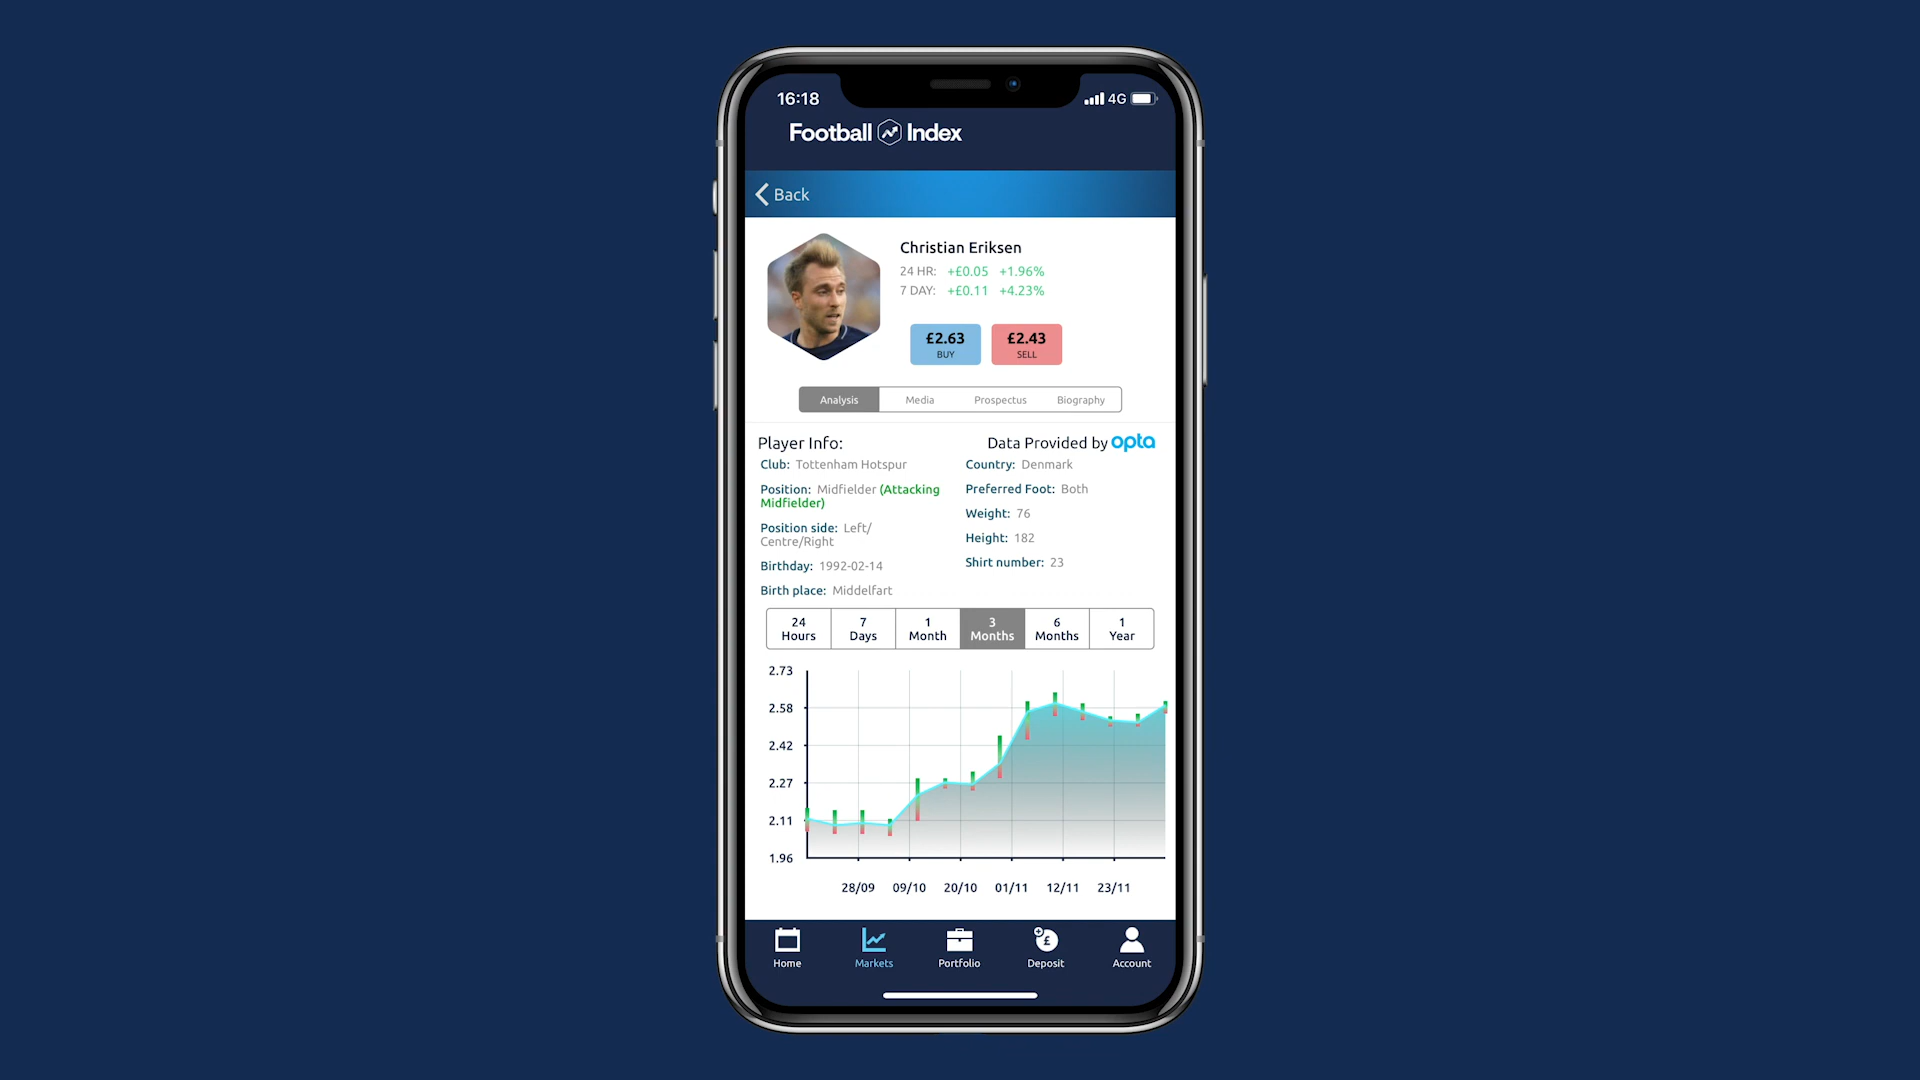 16:18
4G
Football Index
Back
Christian Eriksen
24 HR: +£0.05 +1.96%
7 DAY: +£0.11 +4.23%
£2.63 £2.43
BUY SELL
Analysis Media Prospectus Biography
Player Info: Data Provided by opta
Club: Tottenham Hotspur
Position: Midfielder (Attacking
Midfielder)
Position side: Left/
Centre/Right
Birthday: 1992-02-14
Birth place: Middelfart
Country: Denmark
Preferred Foot: Both
Weight: 76
Height: 182
Shirt number: 23
24 Hours
7 Days
1 Month
3 Months
6 Months
1 Year
2.73
2.58
2.42
2.27
2.11
1.96
28/09 09/10 20/10 01/11 12/11 23/11
£
Home Markets Portfolio Deposit Account